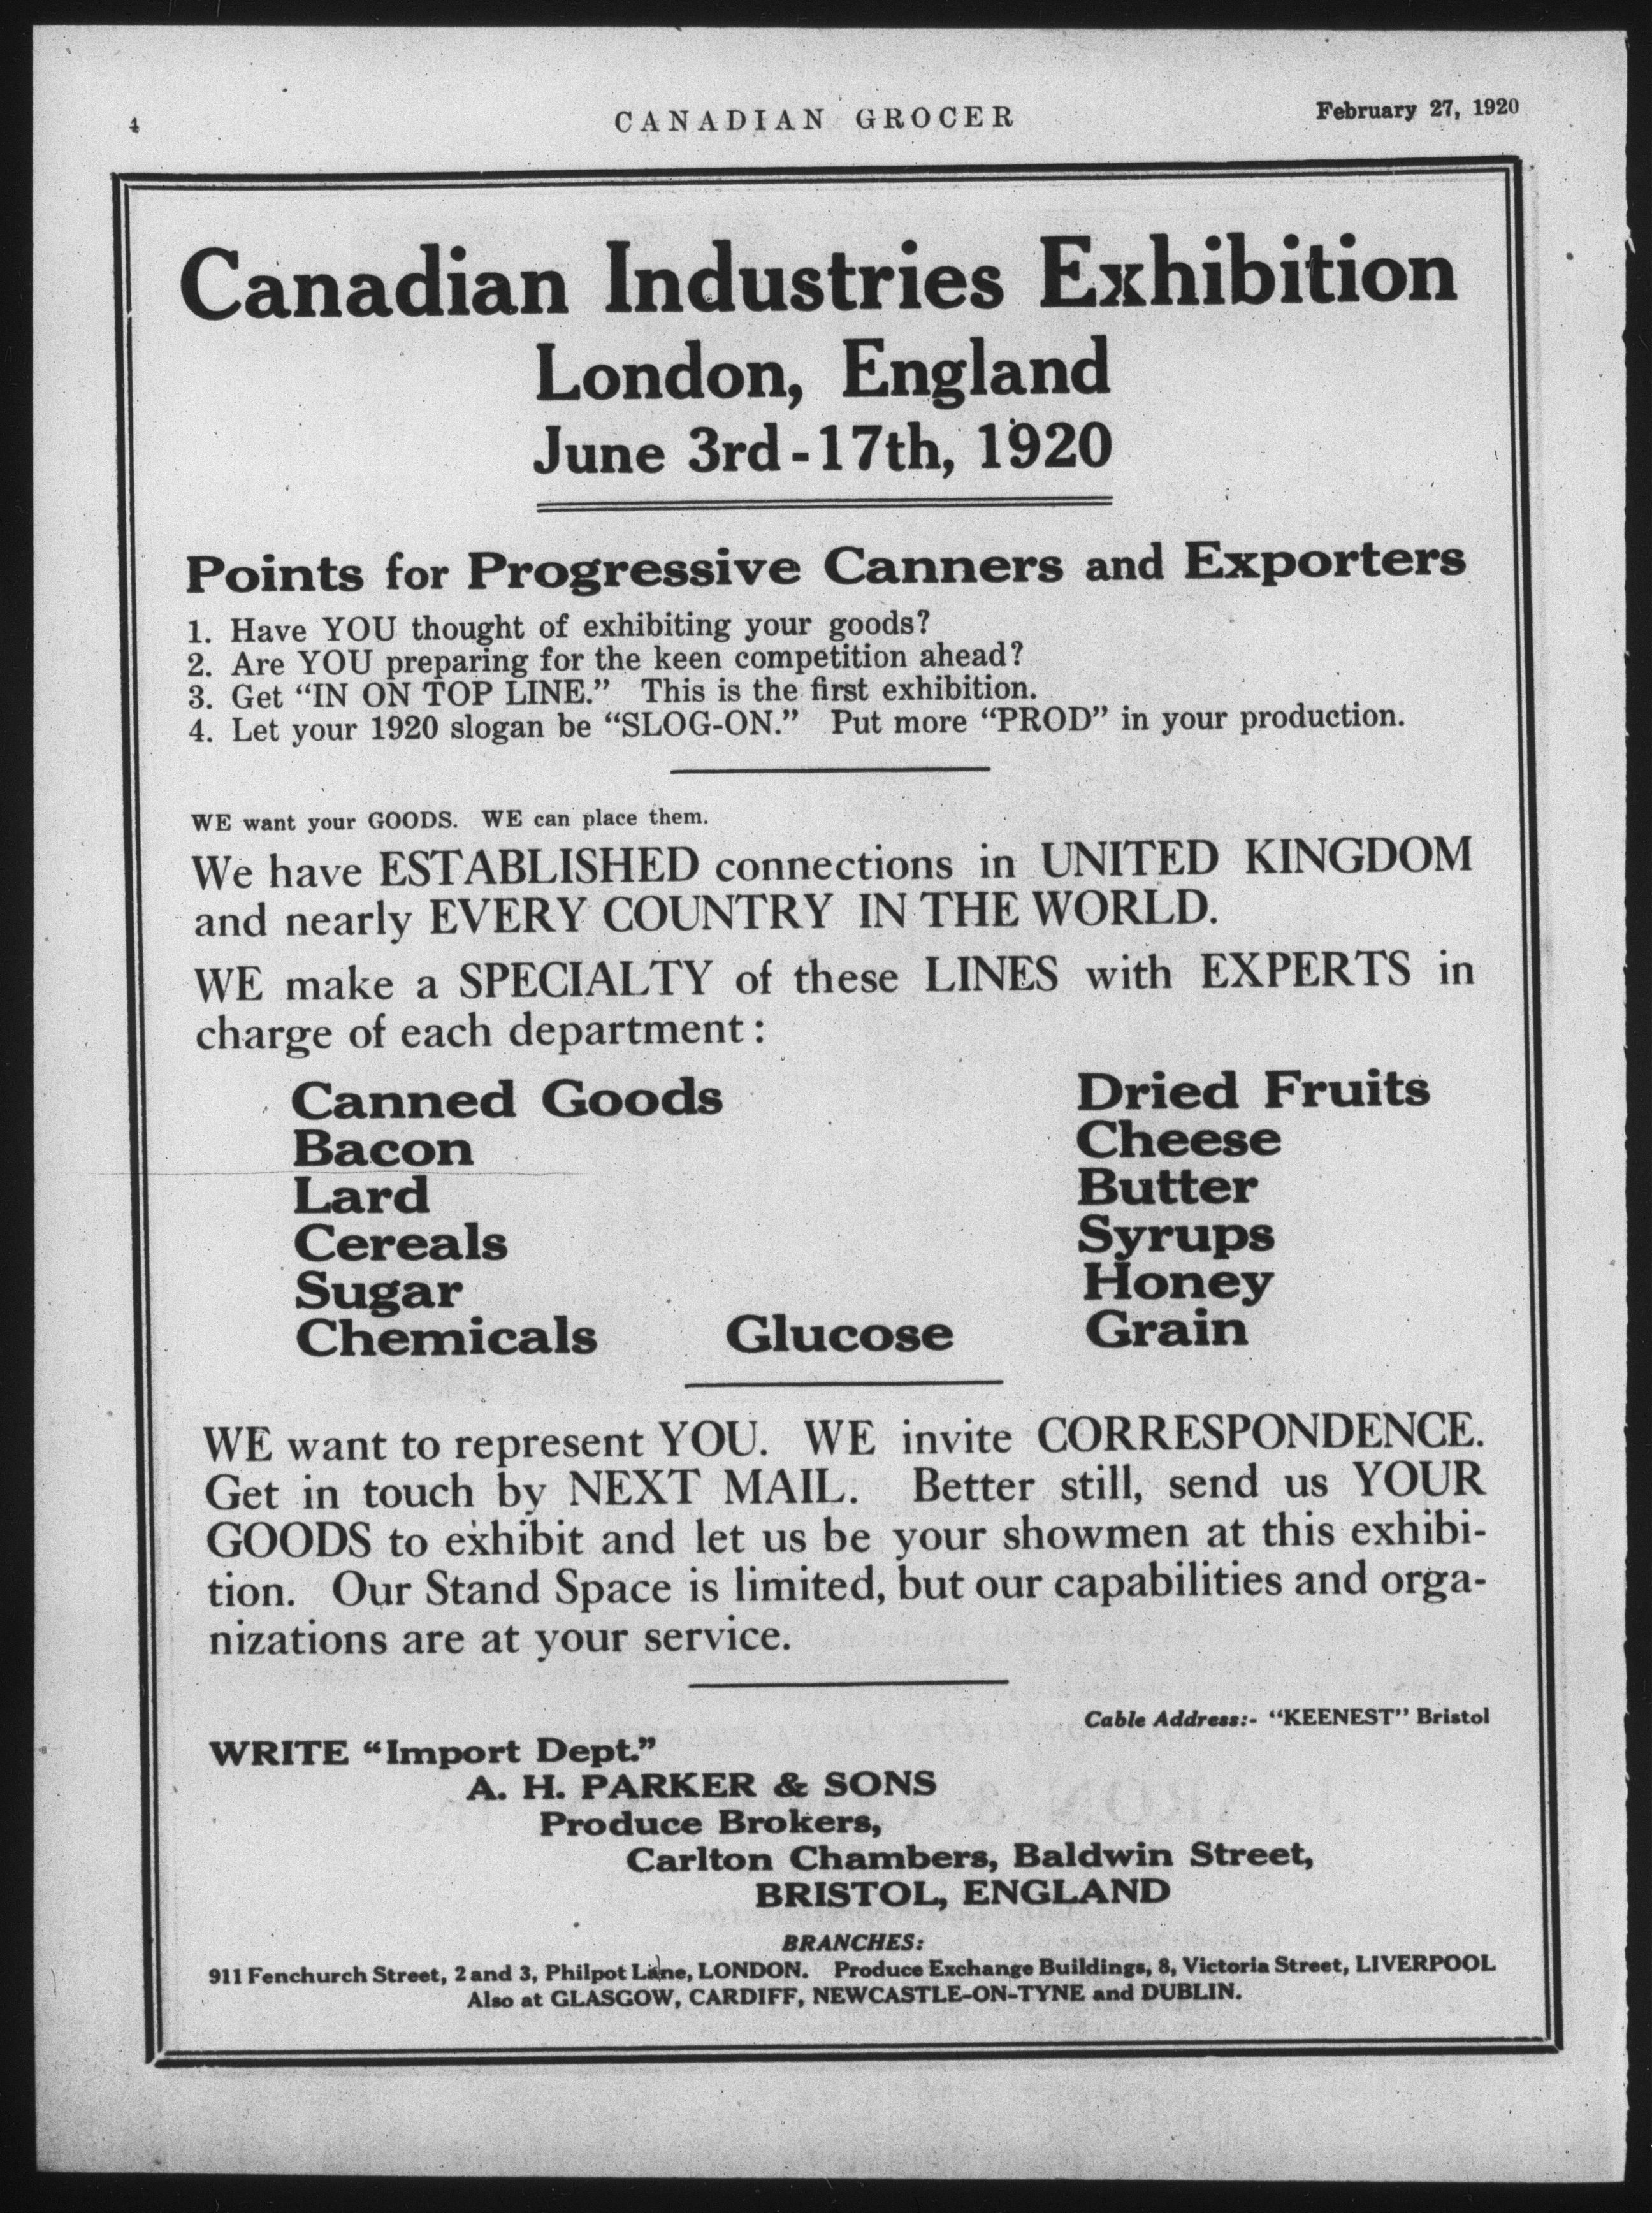 4
CANADIAN GROCER
February 27, 1920
Canadian Industries Exhibition
London, England
June 3rd-17th, 1920
Points for Progressive Canners and Exporters
1. Have YOU thought of exhibiting your goods?
2. Are YOU preparing for the keen competition ahead?
3. Get “IN ON TOP LINE.” This is the first exhibition.
4. Let your 1920 slogan be “SLOG-ON.” Put more “PROD” in your production.
WE want your GOODS. WE can place them.
We have ESTABLISHED connections in UNITED KINGDOM
and nearly EVERY COUNTRY IN THE WORLD.
WE make a SPECIALTY of these LINES with EXPERTS in
charge of each department:
Canned Goods
Bacon
Lard
Cereals
Sugar
Chemicals
Glucose
Dried Fruits
Cheese
Butter
Syrups
Honey
Grain
WE want to represent YOU. WE invite CORRESPONDENCE.
Get in touch by NEXT MAIL. Better still, send us YOUR
GOODS to exhibit and let us be your showmen at this exhibi-
tion. Our Stand Space is limited, but our capabilities and orga-
nizations are at your service.
Cable Address:- “KEENEST” Bristol
WRITE “Import Dept.”
A. H. PARKER & SONS
Produce Brokers,
Carlton Chambers, Baldwin Street,
BRISTOL, ENGLAND
BRANCHES:
911 Fenchurch Street, 2 and 3, Philpot Lane, LONDON. Produce Exchange Buildings, 8, Victoria Street, LIVERPOOL
Also at GLASGOW, CARDIFF, NEWCASTLE-ON-TYNE and DUBLIN.